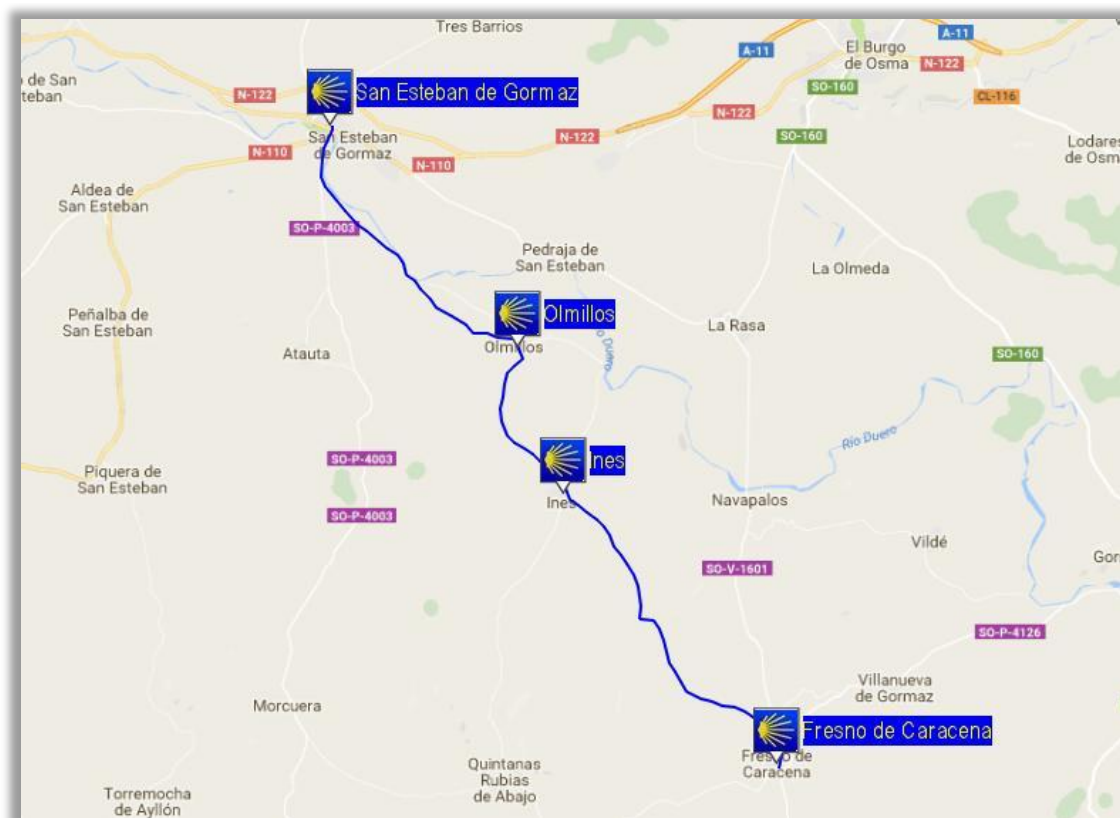 Tres Barrios
A-11
A-11
El Burgo
de Osma
N-122
de San
teban
San Esteban de Gormaz
N-122
SO-160
CL-116
N-122
San Esteban
de Gormaz
N-122
SO-160
Lodares
N-110
N-110
Aldea de
San Esteban
SO-P-4003
Pedraja de
San Esteban
La Olmeda
Peñalba de
San Esteban
Olmillos
La Rasa
Atauta
Olmillos
Duero
SO-160
Río Duero
SO-P-4003
Ines
Piquera de
San Esteban
Ines
Navapalos
SO-P-4003
Vildé
SO-V-1601
SO-P-4126
Villanueva
de Gormaz
Morcuera
Fresno de Caracena
Fresno de
Caracena
Quintanas
Rubias
de Abajo
Torremocha
de Ayllón